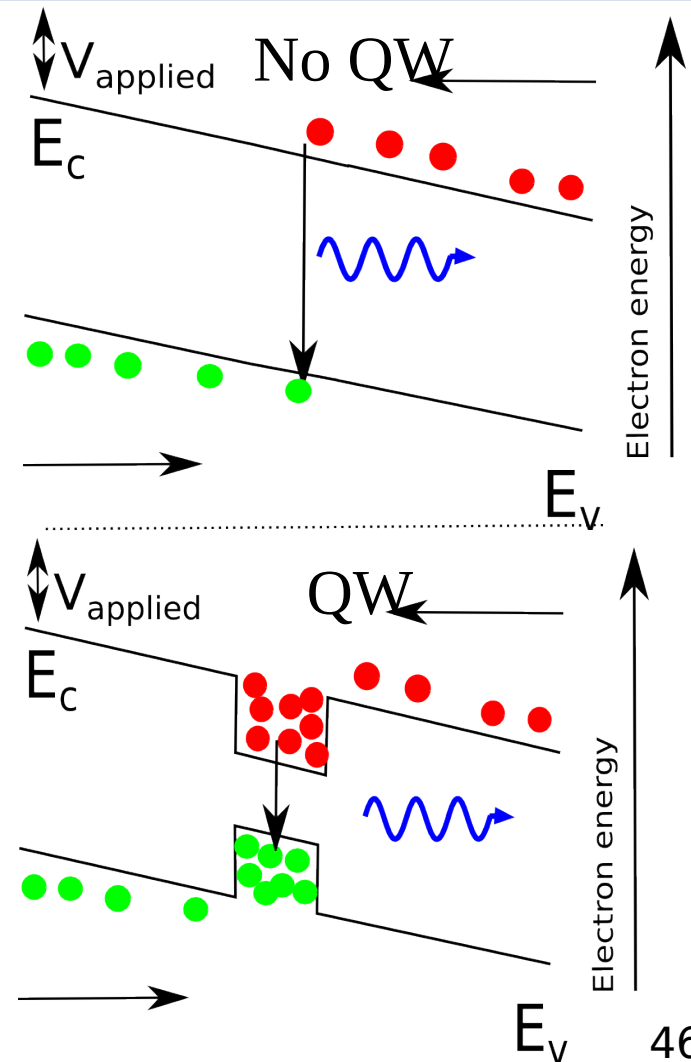 No QW
Vapplied
Ec
Electron energy
Ev
QW
Vapplied
Ec
Electron energy
Ev
46